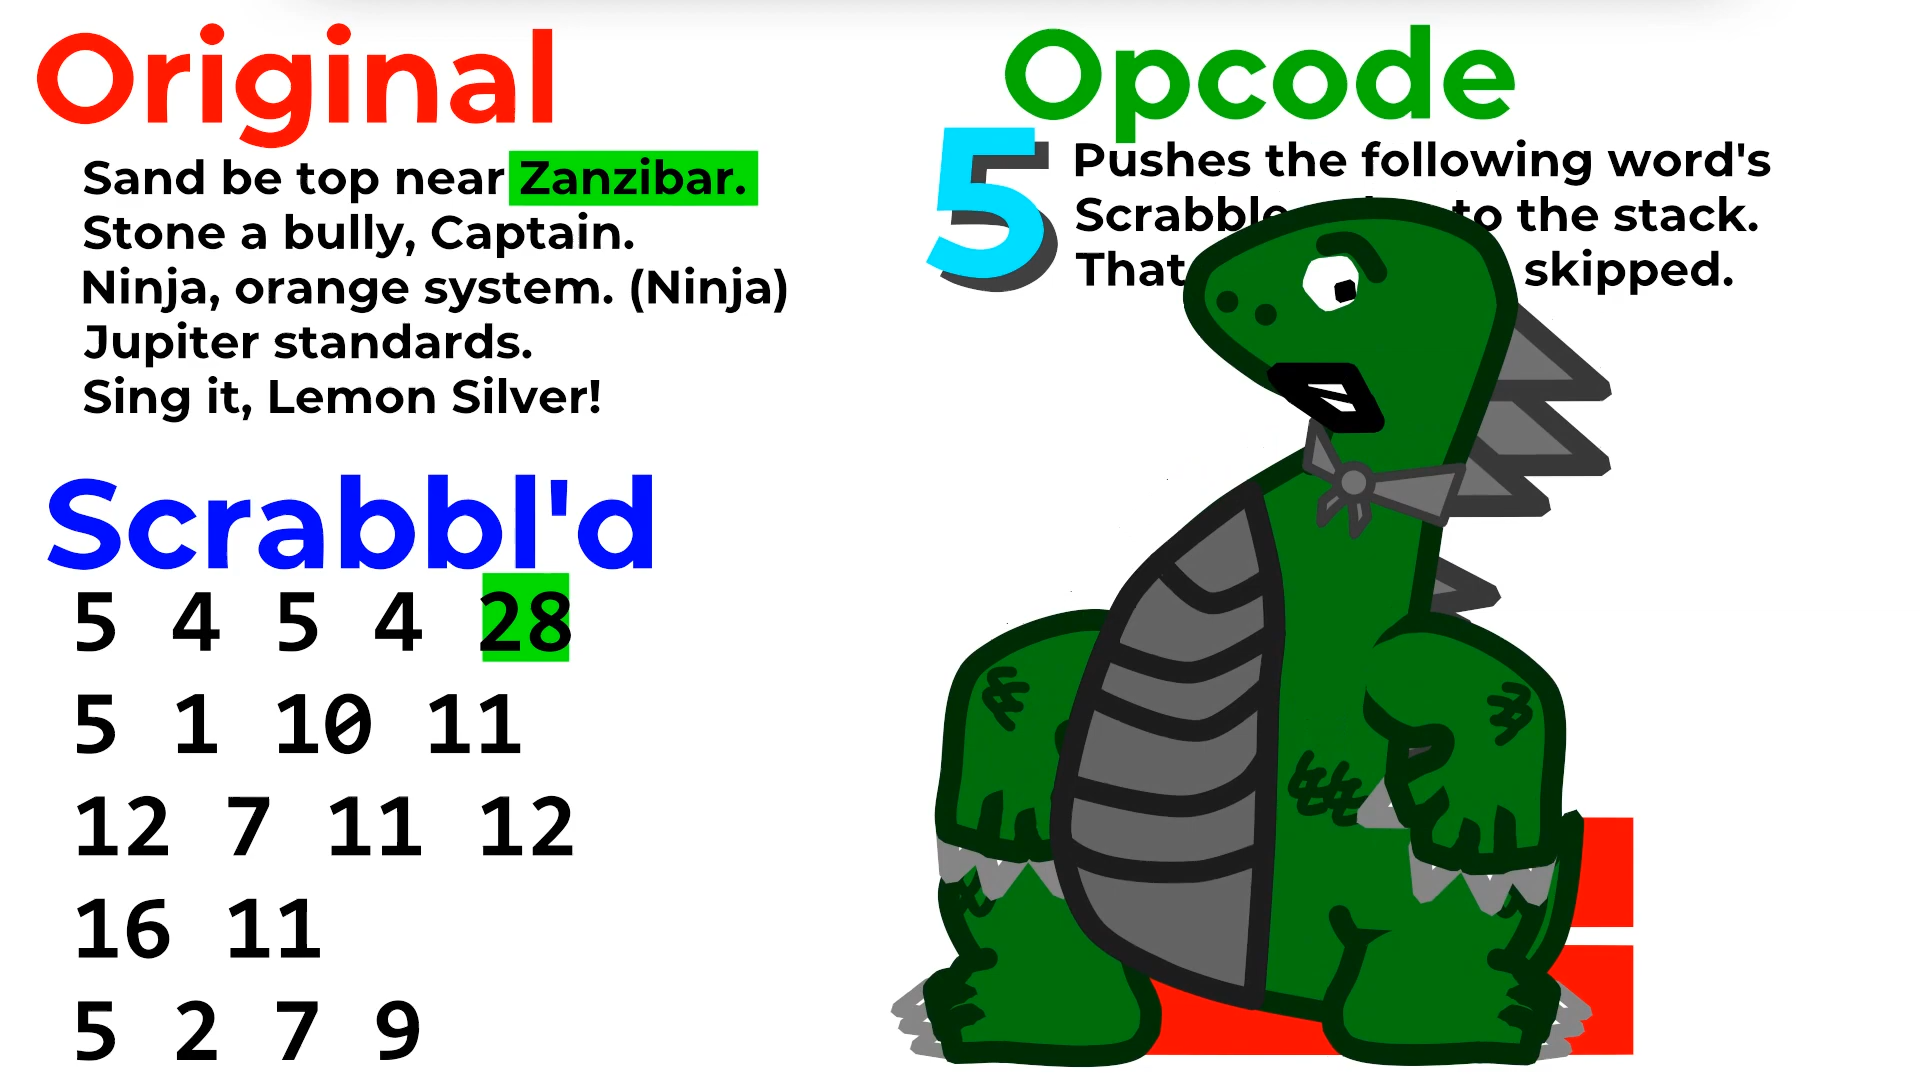 Original
Sand be top near Zanzibar.
Stone a bully, Captain.
Ninja, orange system. (Ninja)
Jupiter standards.
Sing it, Lemon Silver!
Scrabbl'd
5 4 5 4 28
5 1 10 11
12 7 11 12
16 11
5 2 7 9
Opcode
5
Pushes the following word's
to the stack.
That skipped.